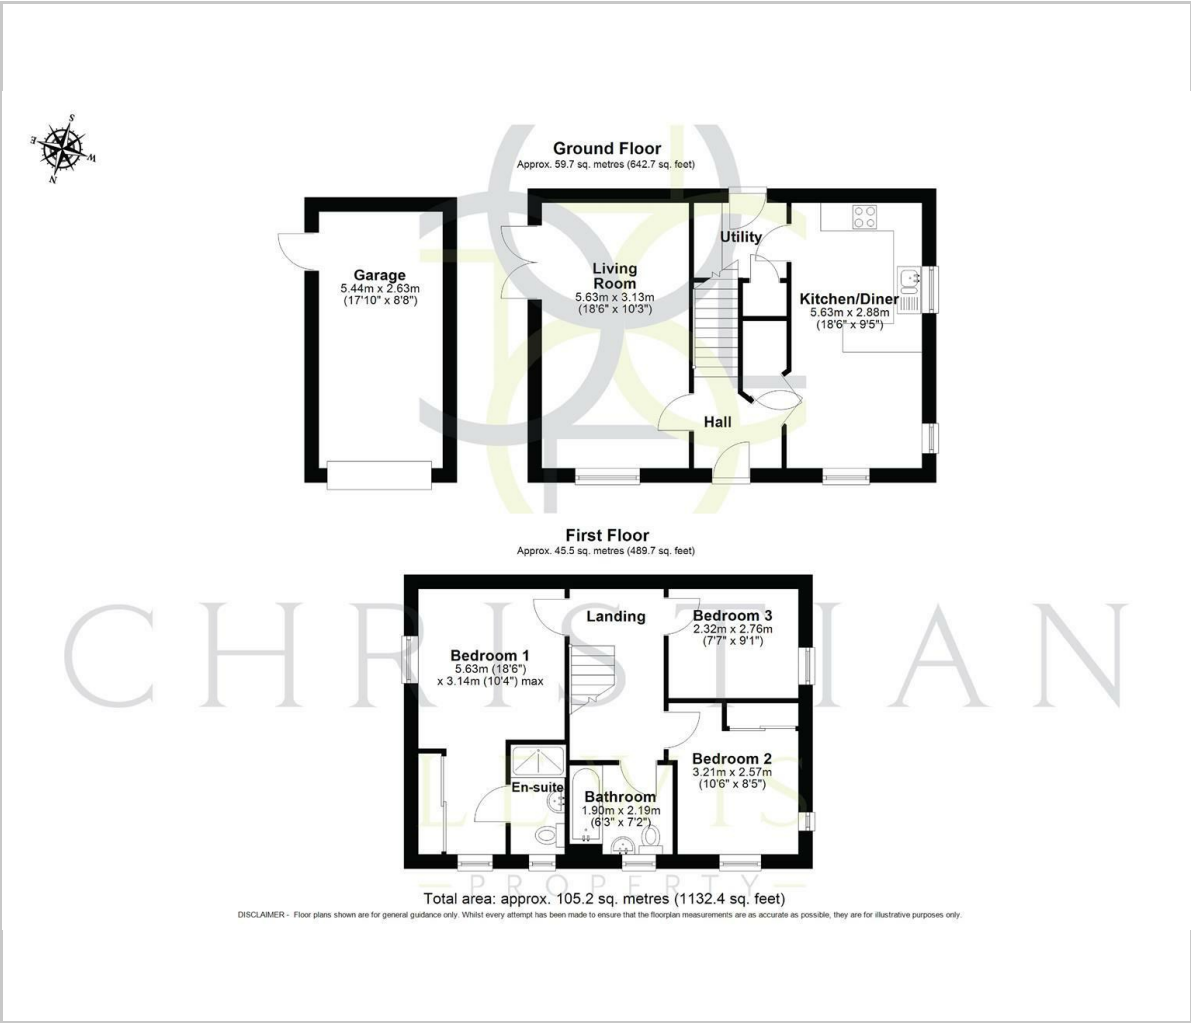 S
E
W
N
Ground Floor
Approx. 59.7 sq. metres (642.7 sq. feet)
Garage
5.44m x 2.63m
(17'10" x 8'8")
Living
Room
5.63m x 3.13m
(18'6" x 10'3")
Utility
Kitchen/Diner
5.63m x 2.88m
(18'6" x 9'5")
Hall
First Floor
Approx. 45.5 sq. metres (489.7 sq. feet)
CHRISTIAN
LEWIS
PROPERTY
Bedroom 1
5.63m (18'6")
x 3.14m (10'4") max
Landing
Bedroom 3
2.32m x 2.76m
(7'7" x 9'1")
En-suite
Bathroom
1.90m x 2.19m
(6'3" x 7'2")
Bedroom 2
3.21m x 2.57m
(10'6" x 8'5")
Total area: approx. 105.2 sq. metres (1132.4 sq. feet)
DISCLAIMER - Floor plans shown are for general guidance only. Whilst every attempt has been made to ensure that the floorplan measurements are as accurate as possible, they are for illustrative purposes only.